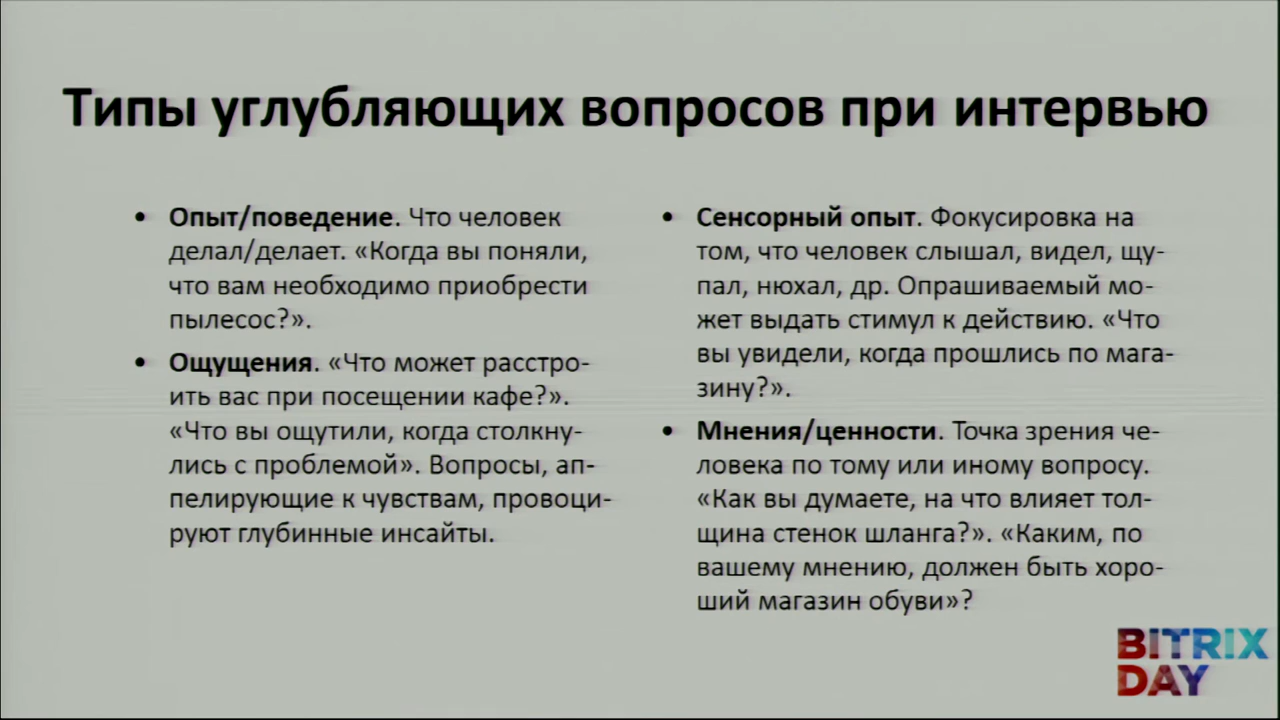 Типы углубляющих вопросов при интервью
• Опыт/поведение. Что человек
делал/делает. «Когда вы поняли,
что вам необходимо приобрести
пылесос?».
• Ощущения. «Что может расстро-
ить вас при посещении кафе?».
«Что вы ощутили, когда столкну-
лись с проблемой». Вопросы, ап-
пелирующие к чувствам, провоци-
руют глубинные инсайты.
• Сенсорный опыт. Фокусировка на
том, что человек слышал, видел, щу-
пал, нюхал, др. Опрашиваемый мо-
жет выдать стимул к действию. «Что
вы увидели, когда прошлись по мага-
зину?».
• Мнения/ценности. Точка зрения че-
ловека по тому или иному вопросу.
«Как вы думаете, на что влияет тол-
щина стенок шланга?». «Каким, по
вашему мнению, должен быть хоро-
ший магазин обуви»?
BITRIX
DAY